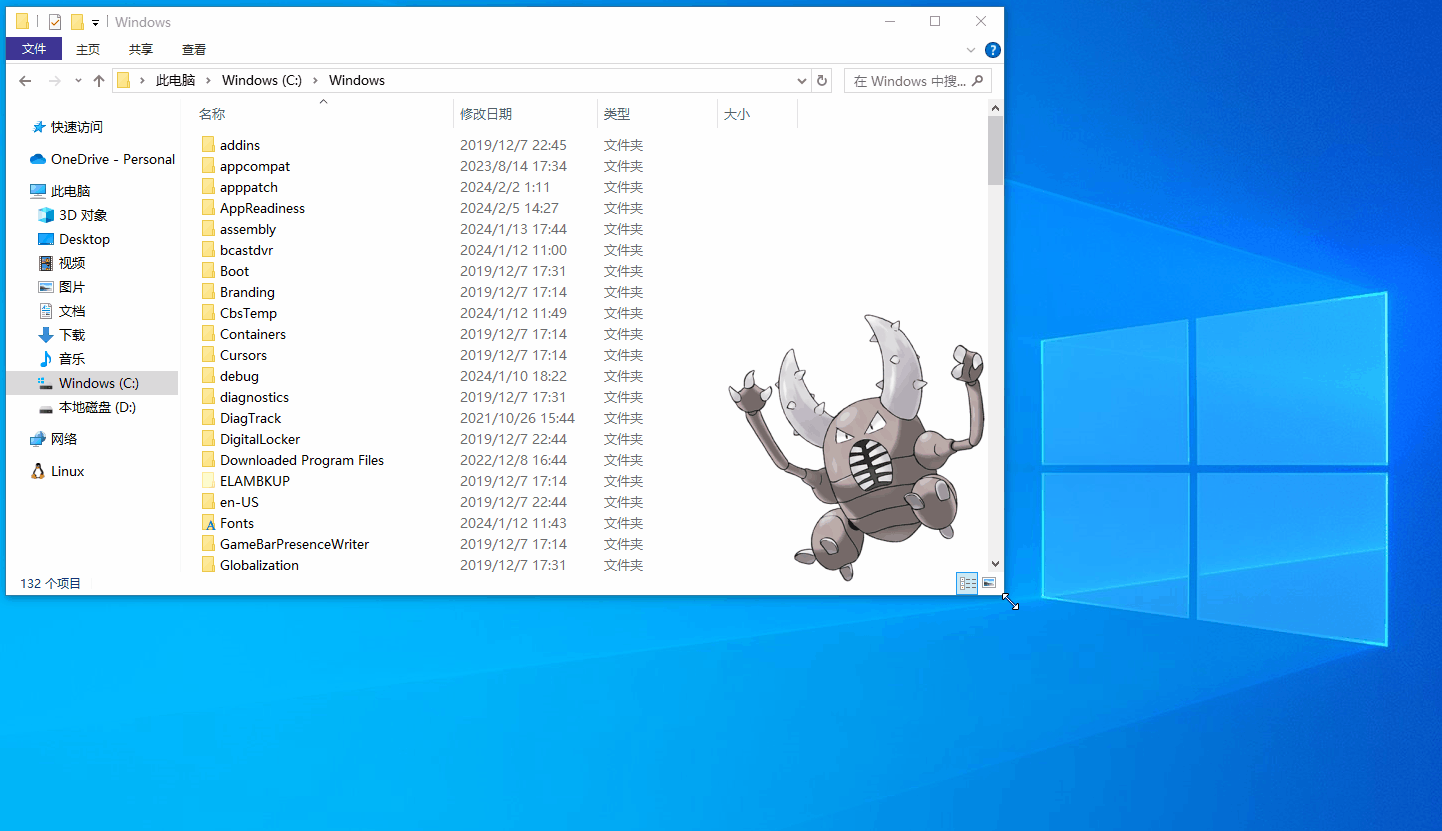 Windows
文件 主页 共享 查看
此电脑 Windows (C:) Windows 在 Windows 中搜...
名称 修改日期 类型 大小
快速访问
OneDrive - Personal
此电脑
3D 对象
Desktop
视频
图片
文档
下载
音乐
Windows (C:)
本地磁盘 (D:)
网络
Linux
addins 2019/12/7 22:45 文件夹
appcompat 2023/8/14 17:34 文件夹
apppatch 2024/2/2 1:11 文件夹
AppReadiness 2024/2/5 14:27 文件夹
assembly 2024/1/13 17:44 文件夹
bcastdvr 2024/1/12 11:00 文件夹
Boot 2019/12/7 17:31 文件夹
Branding 2019/12/7 17:14 文件夹
CbsTemp 2024/1/12 11:49 文件夹
Containers 2019/12/7 17:14 文件夹
Cursors 2019/12/7 17:14 文件夹
debug 2024/1/10 18:22 文件夹
diagnostics 2019/12/7 17:31 文件夹
DiagTrack 2021/10/26 15:44 文件夹
DigitalLocker 2019/12/7 22:44 文件夹
Downloaded Program Files 2022/12/8 16:44 文件夹
ELAMBKUP 2019/12/7 17:14 文件夹
en-US 2019/12/7 22:44 文件夹
Fonts 2024/1/12 11:43 文件夹
GameBarPresenceWriter 2019/12/7 17:14 文件夹
Globalization 2019/12/7 17:31 文件夹
132 个项目